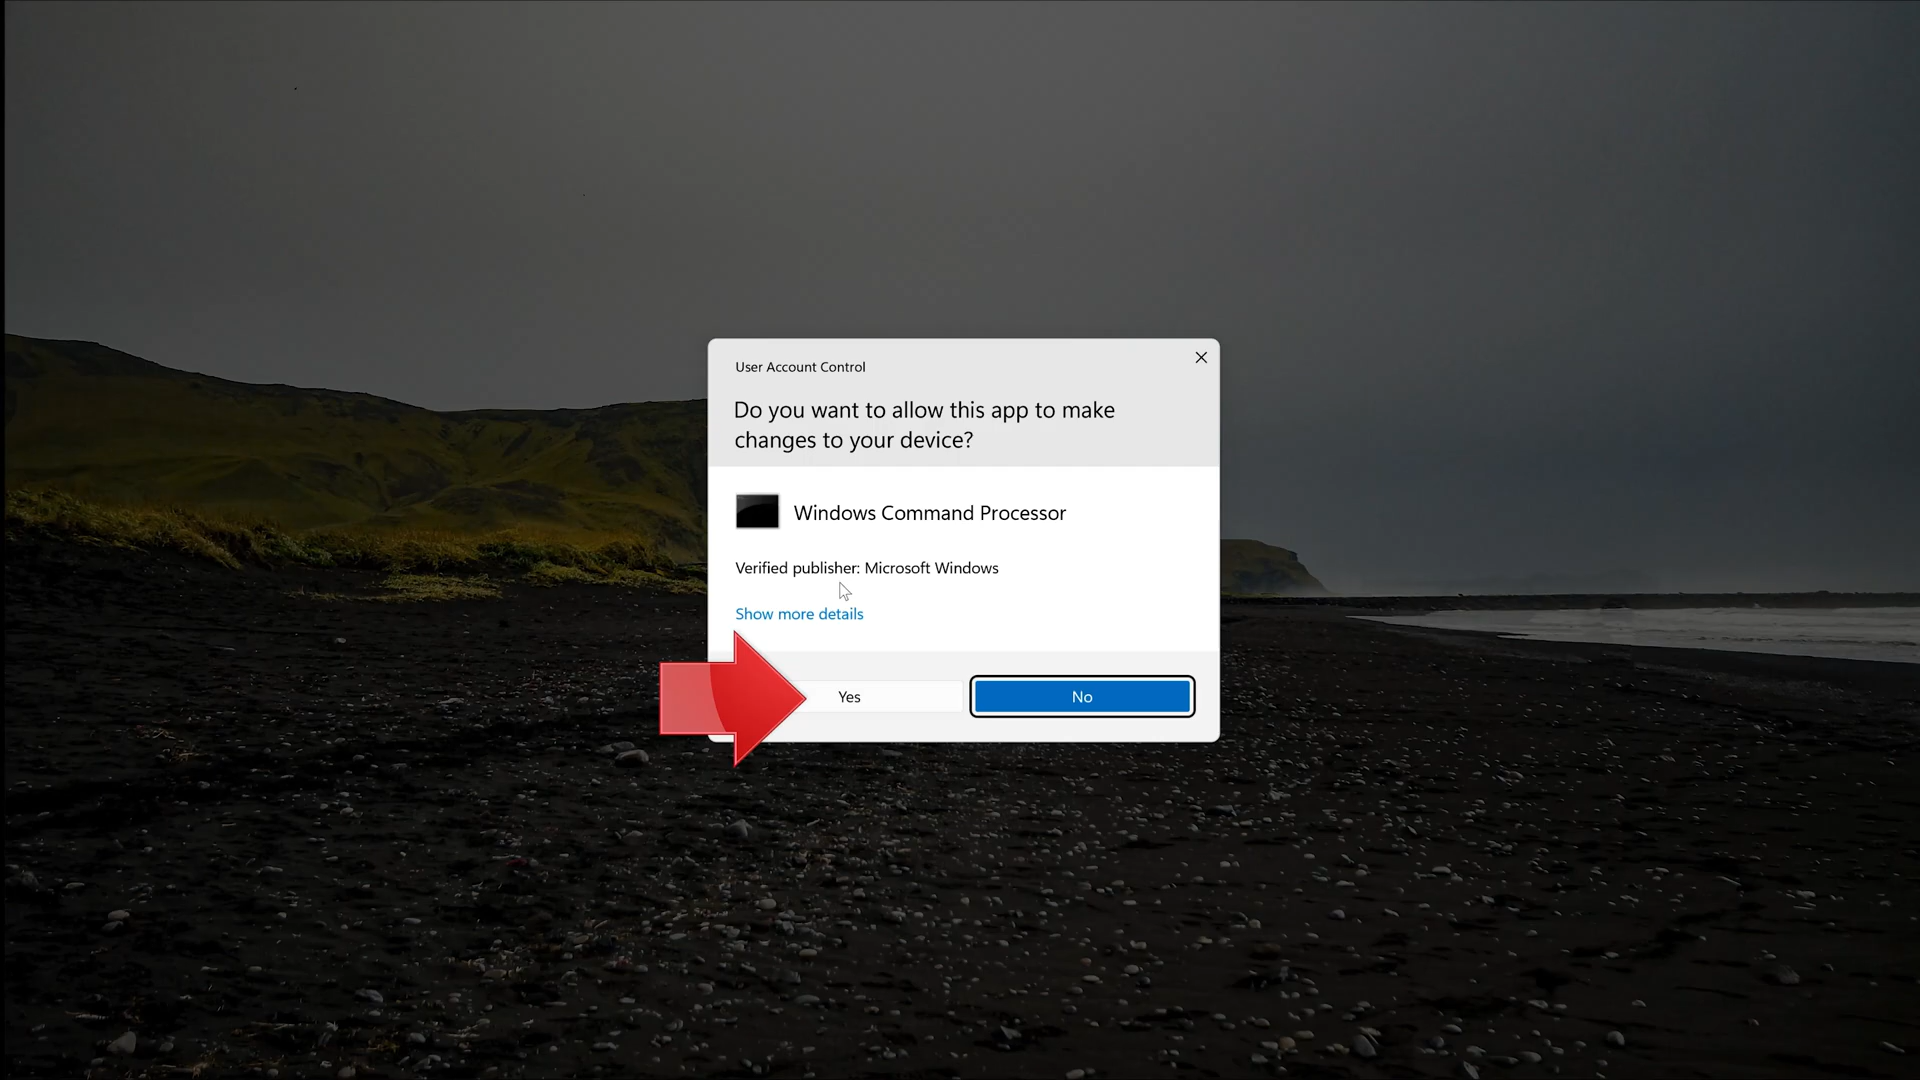 User Account Control
Do you want to allow this app to make
changes to your device?
Windows Command Processor
Verified publisher: Microsoft Windows
Show more details
Yes
No